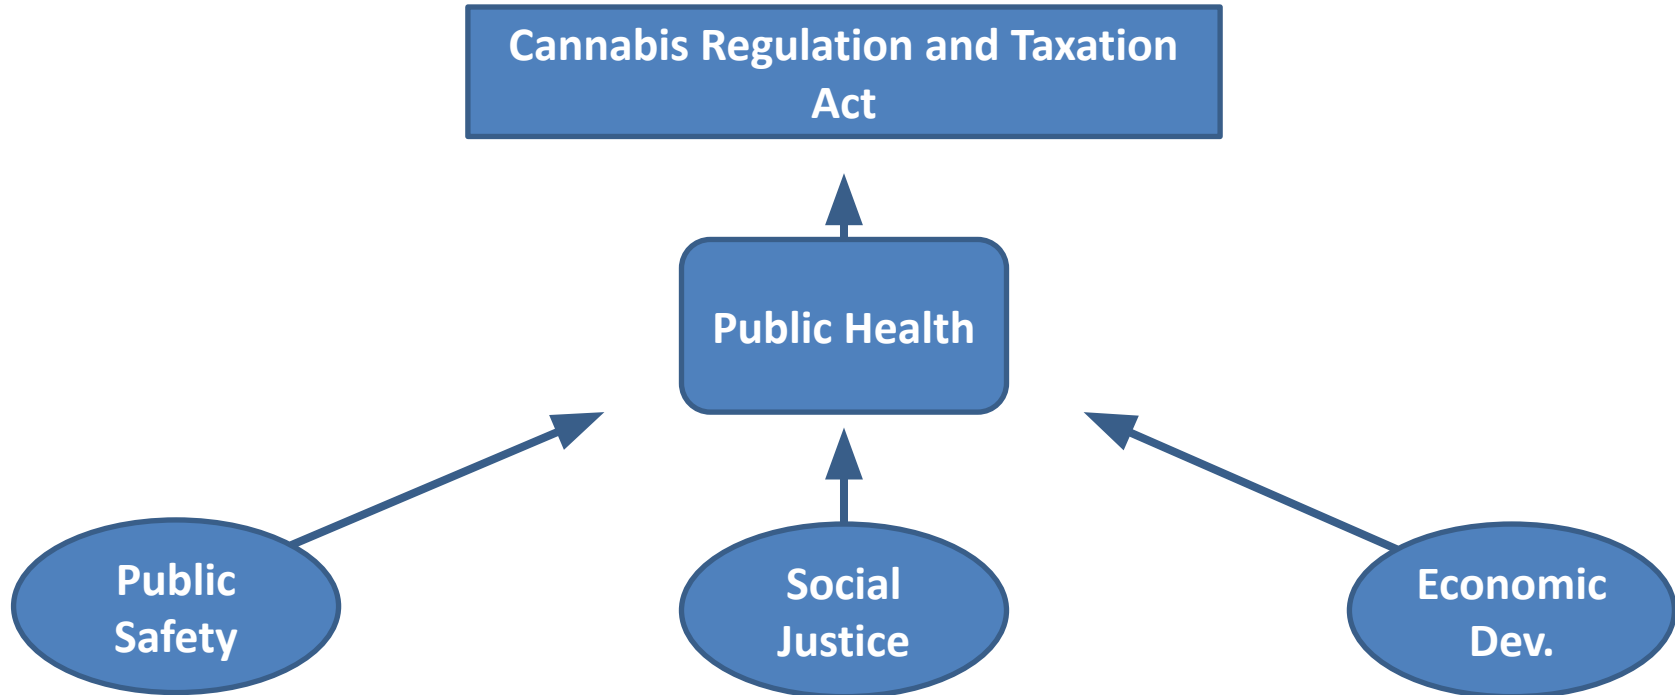 Cannabis Regulation and Taxation
Act
Public Health
Public
Safety
Social
Justice
Economic
Dev.